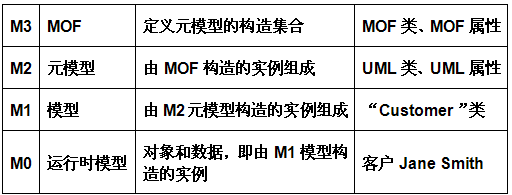 M3 MOF 定义元模型的构造集合 MOF 类、MOF 属性
M2 元模型 由 MOF 构造的实例组成 UML 类、UML 属性
M1 模型 由 M2 元模型构造的实例组成 “Customer”类
M0 运行时模型 对象和数据，即由 M1 模型构造的实例 客户 Jane Smith